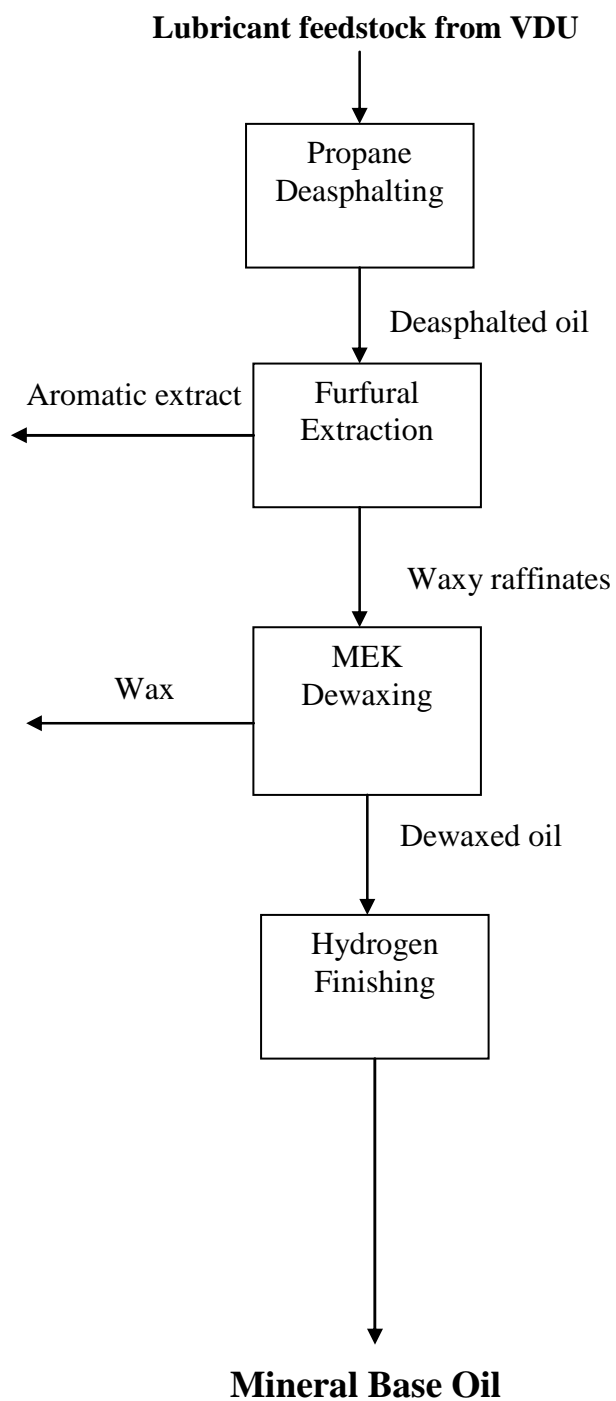 Lubricant feedstock from VDU
Propane
Deasphalting
Deasphalted oil
Aromatic extract
Furfural
Extraction
Waxy raffinates
MEK
Dewaxing
Wax
Dewaxed oil
Hydrogen
Finishing
Mineral Base Oil